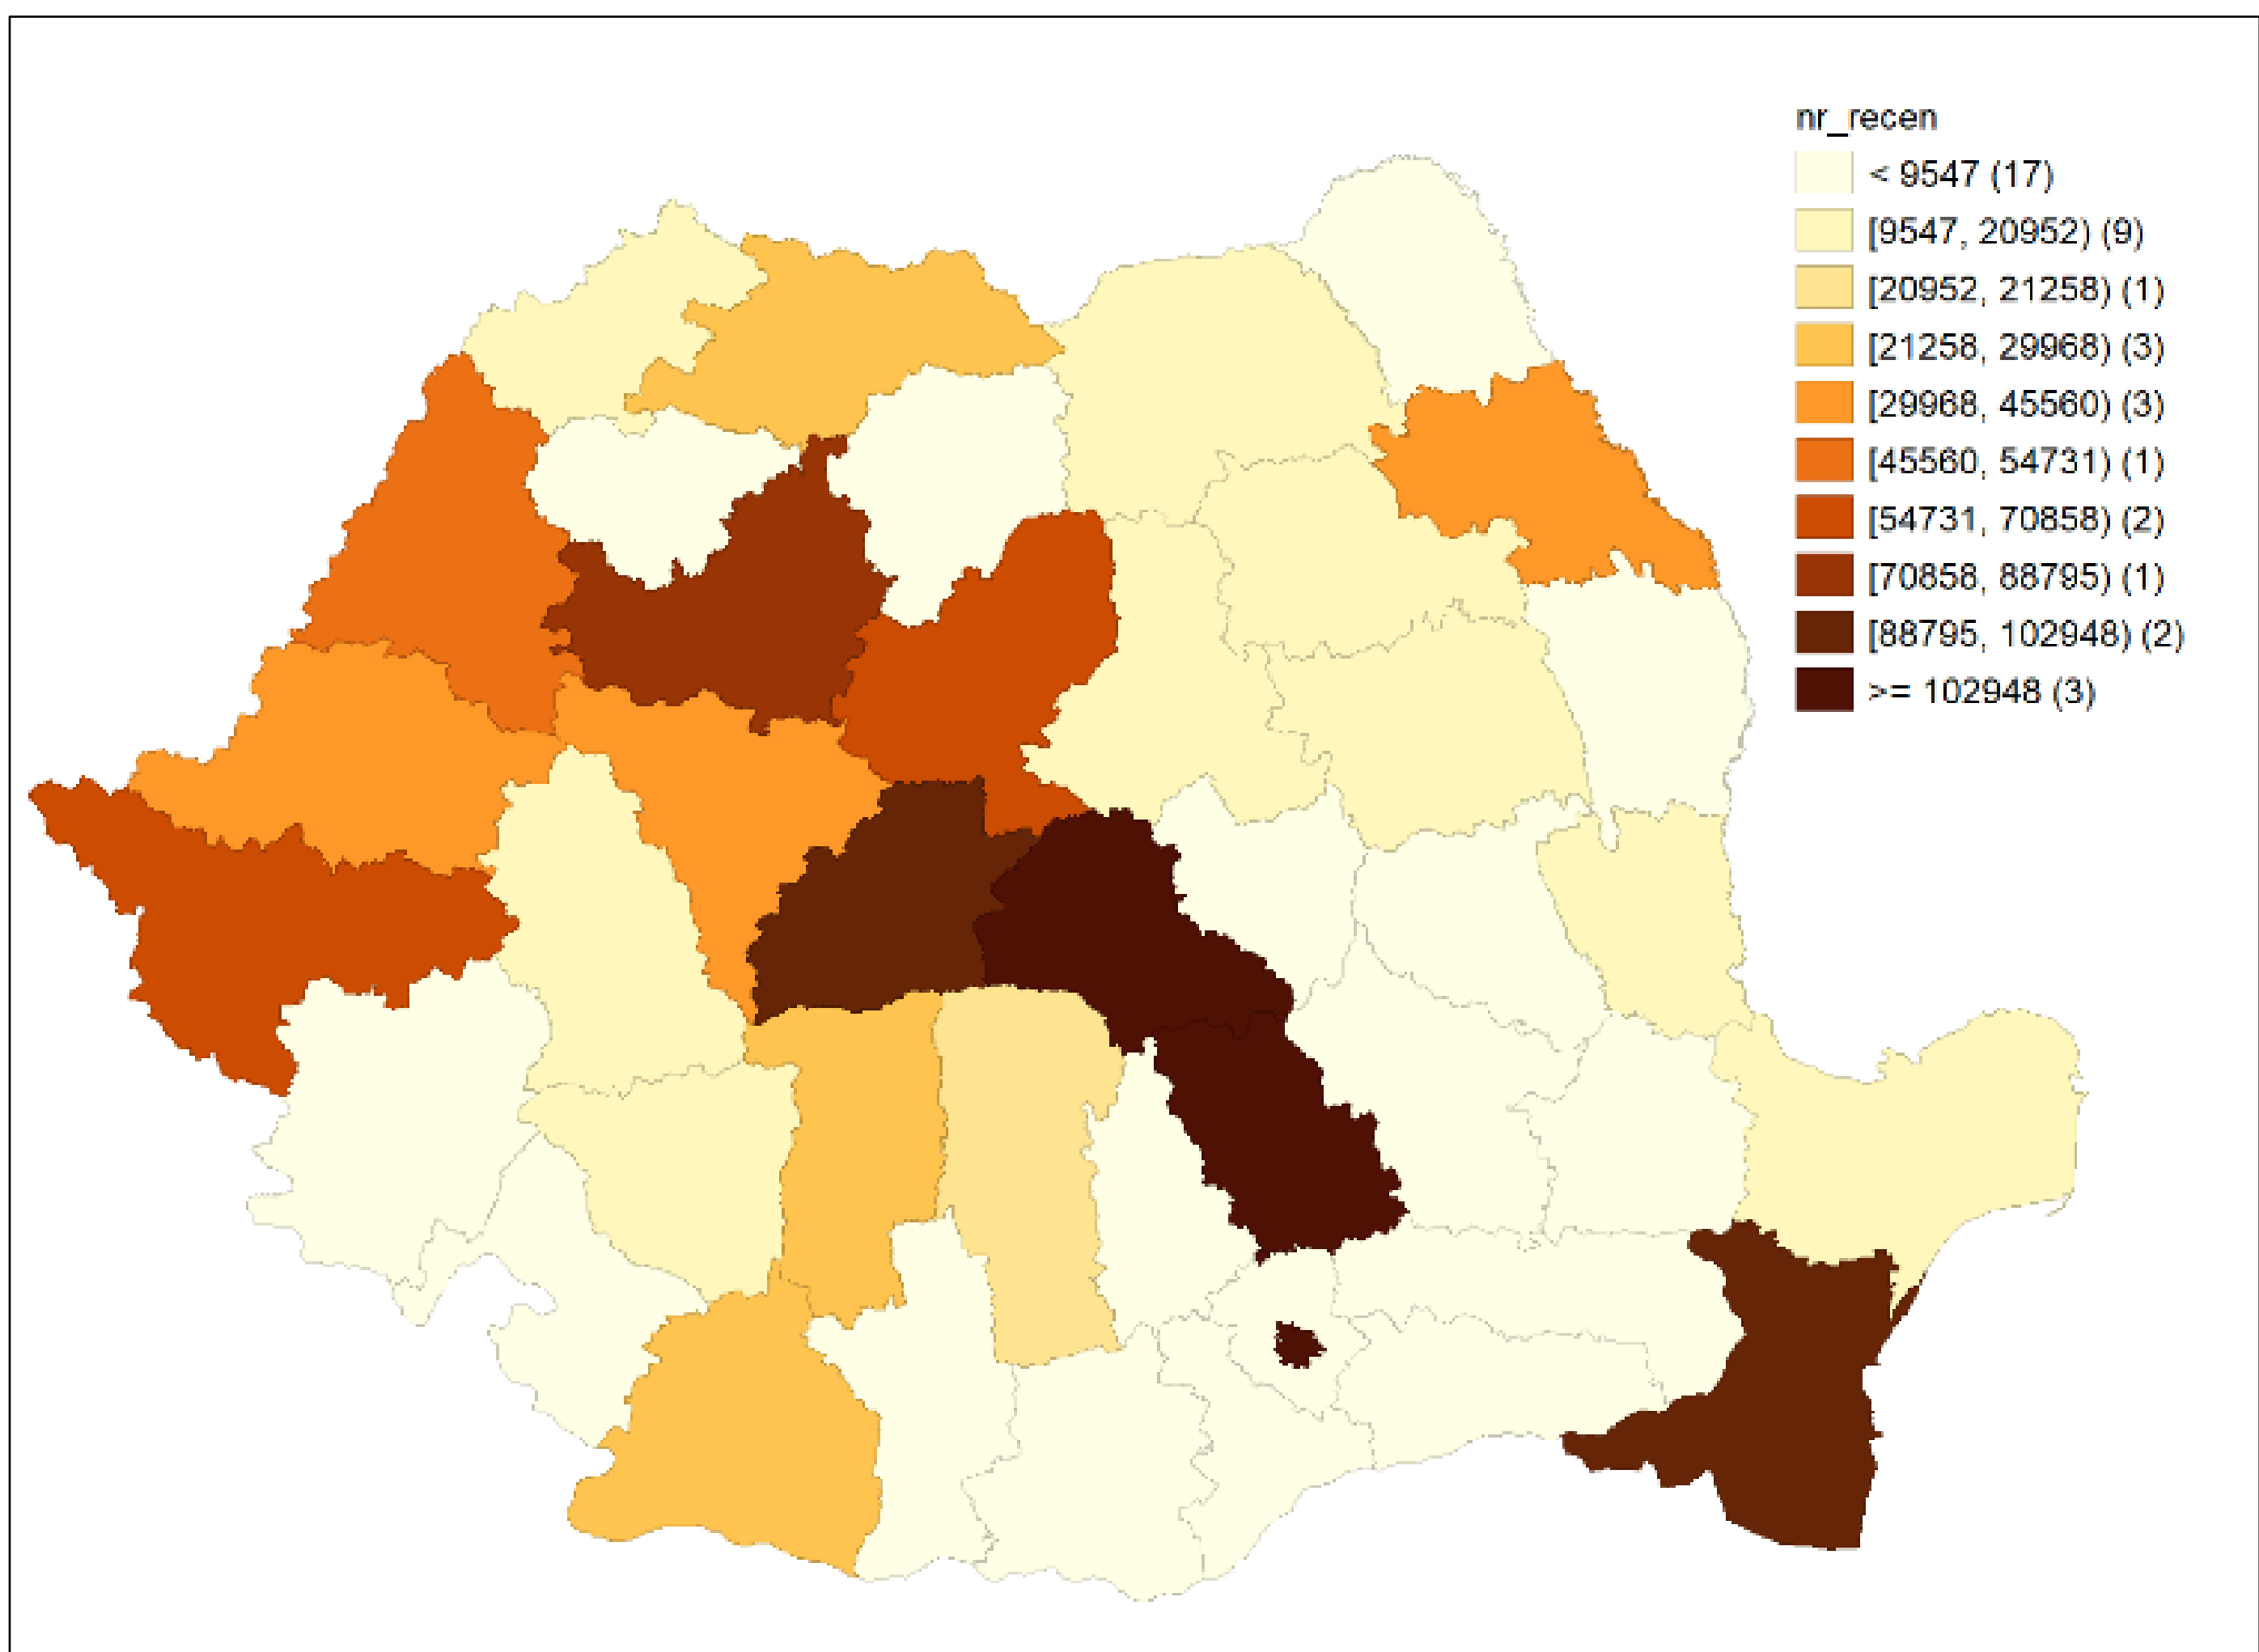 nr_recen
< 9547 (17)
[9547, 20952) (9)
[20952, 21258) (1)
[21258, 29968) (3)
[29968, 45560) (3)
[45560, 54731) (1)
[54731, 70858) (2)
[70858, 88795) (1)
[88795, 102948) (2)
>= 102948 (3)